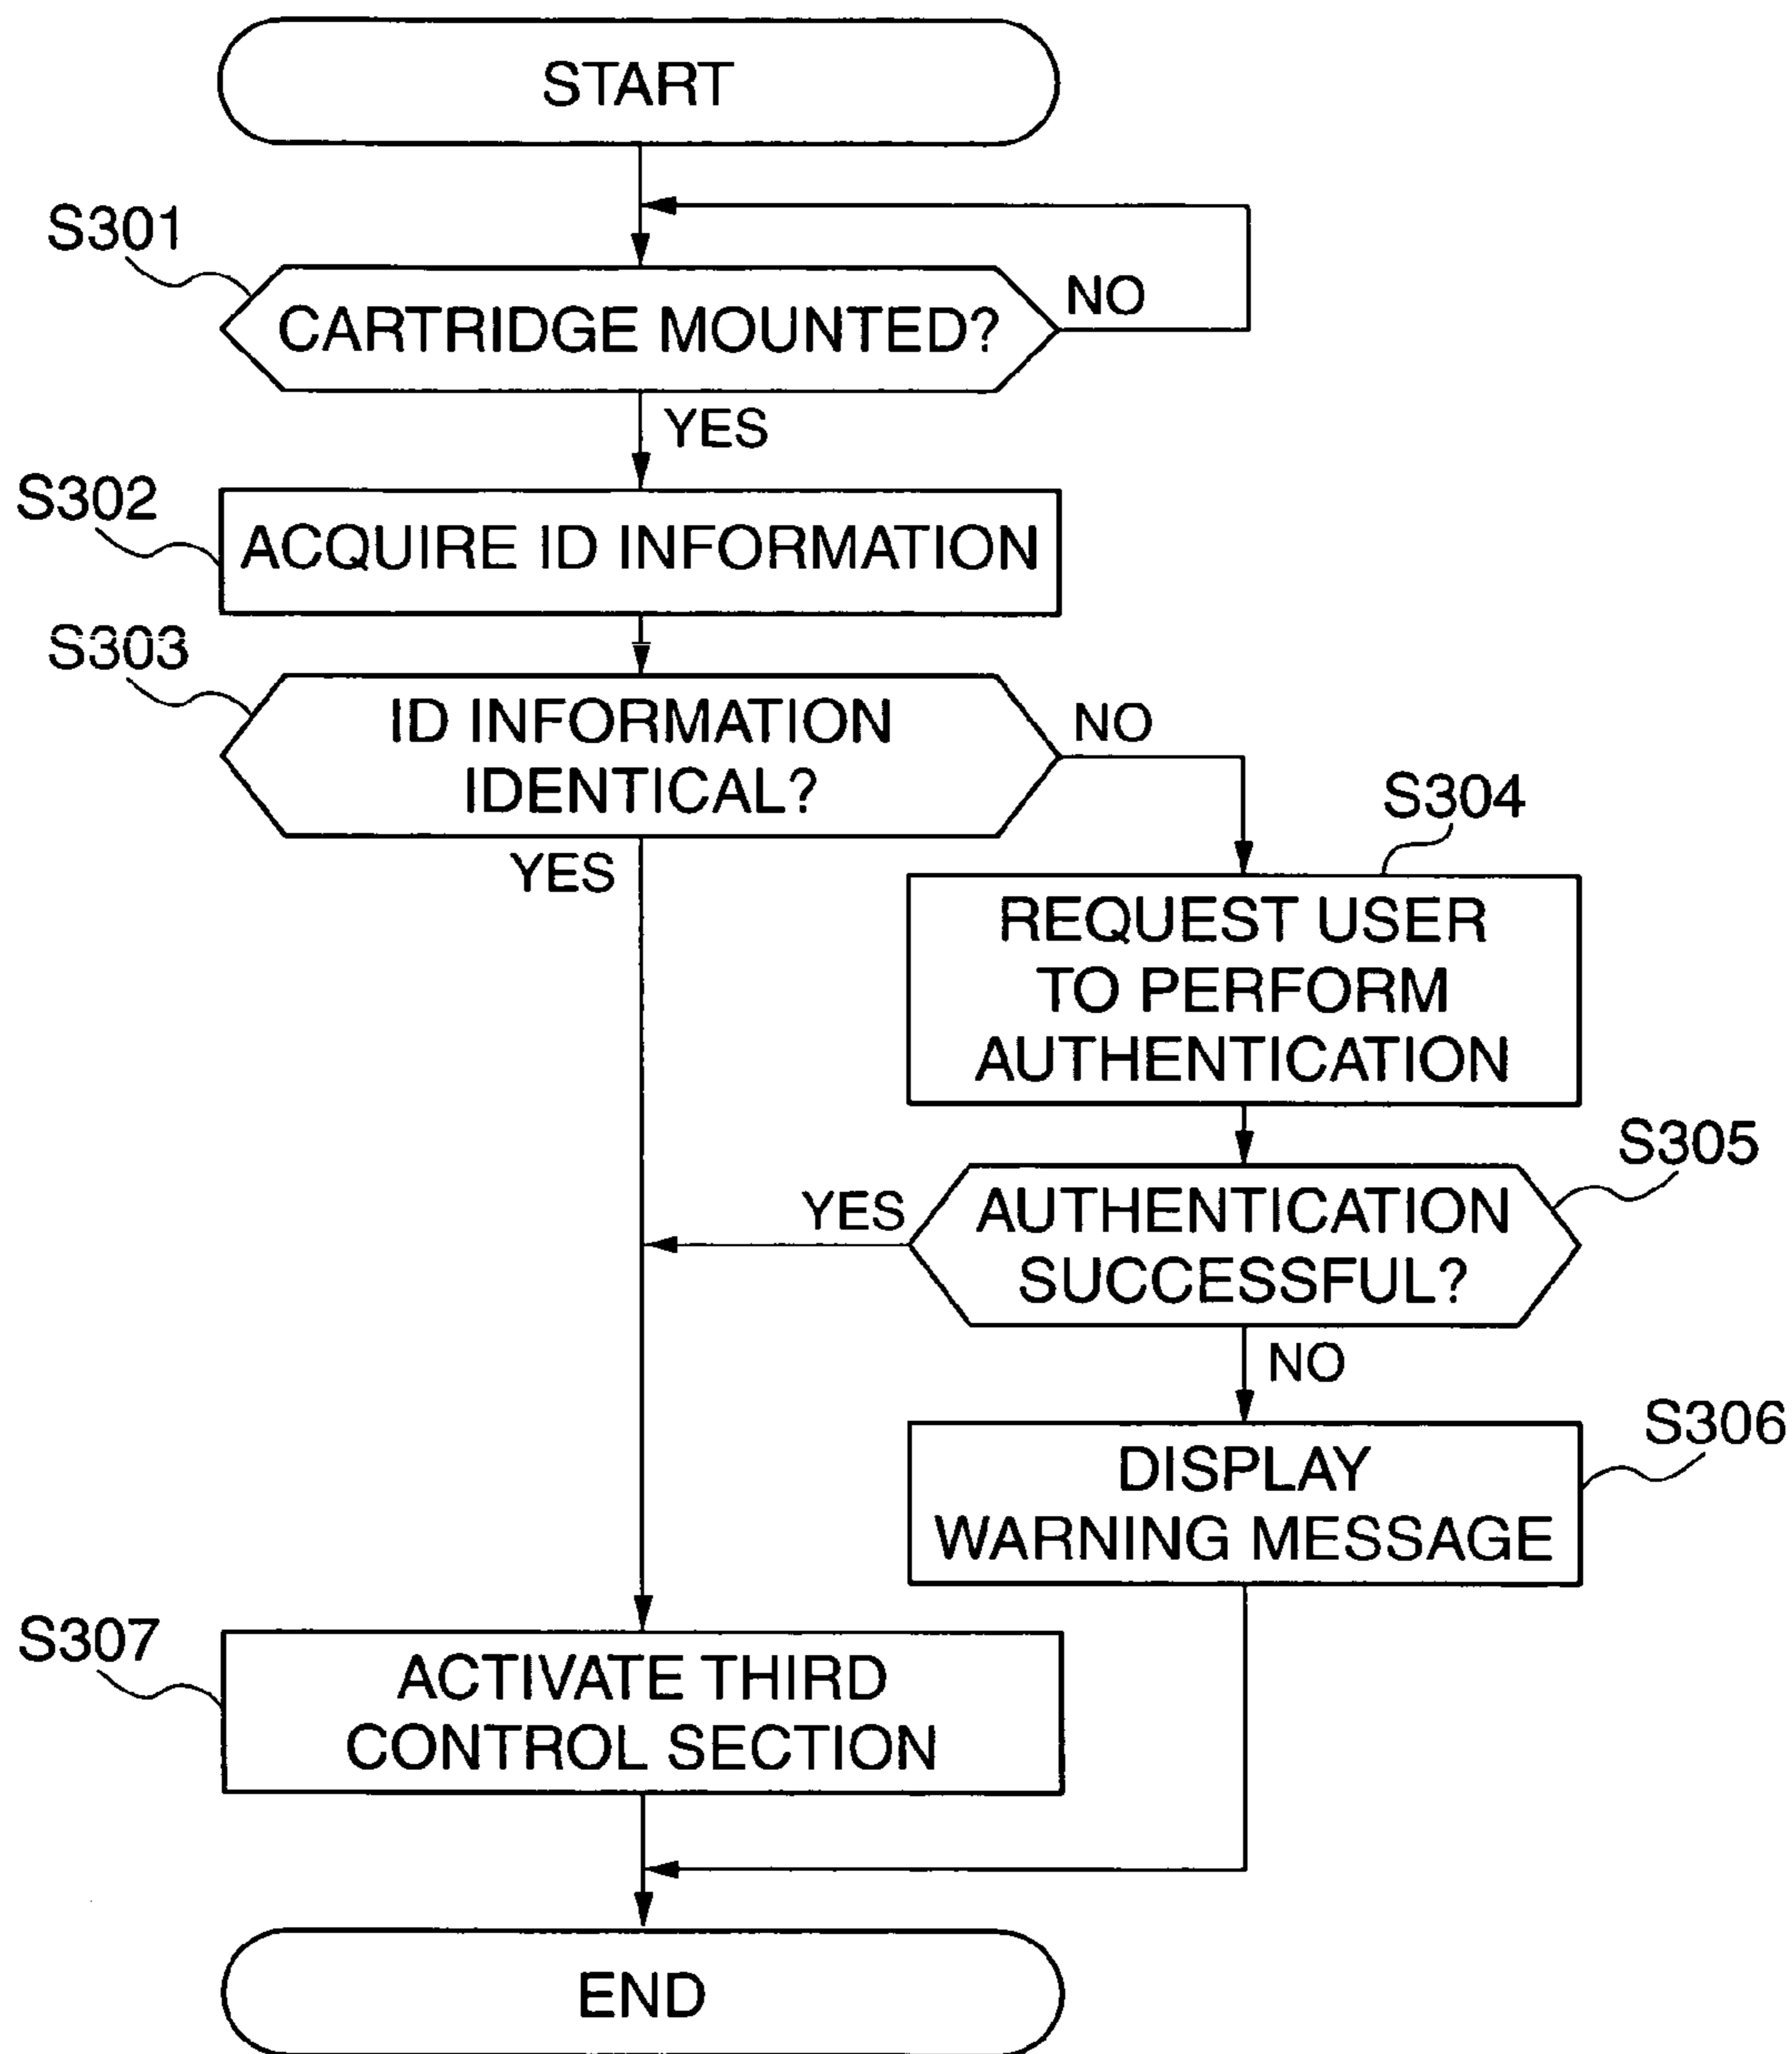 START
S301
CARTRIDGE MOUNTED?
NO
YES
S302
ACQUIRE ID INFORMATION
S303
ID INFORMATION
IDENTICAL?
NO
YES
S304
REQUEST USER
TO PERFORM
AUTHENTICATION
S305
YES
AUTHENTICATION
SUCCESSFUL?
NO
S306
DISPLAY
WARNING MESSAGE
S307
ACTIVATE THIRD
CONTROL SECTION
END